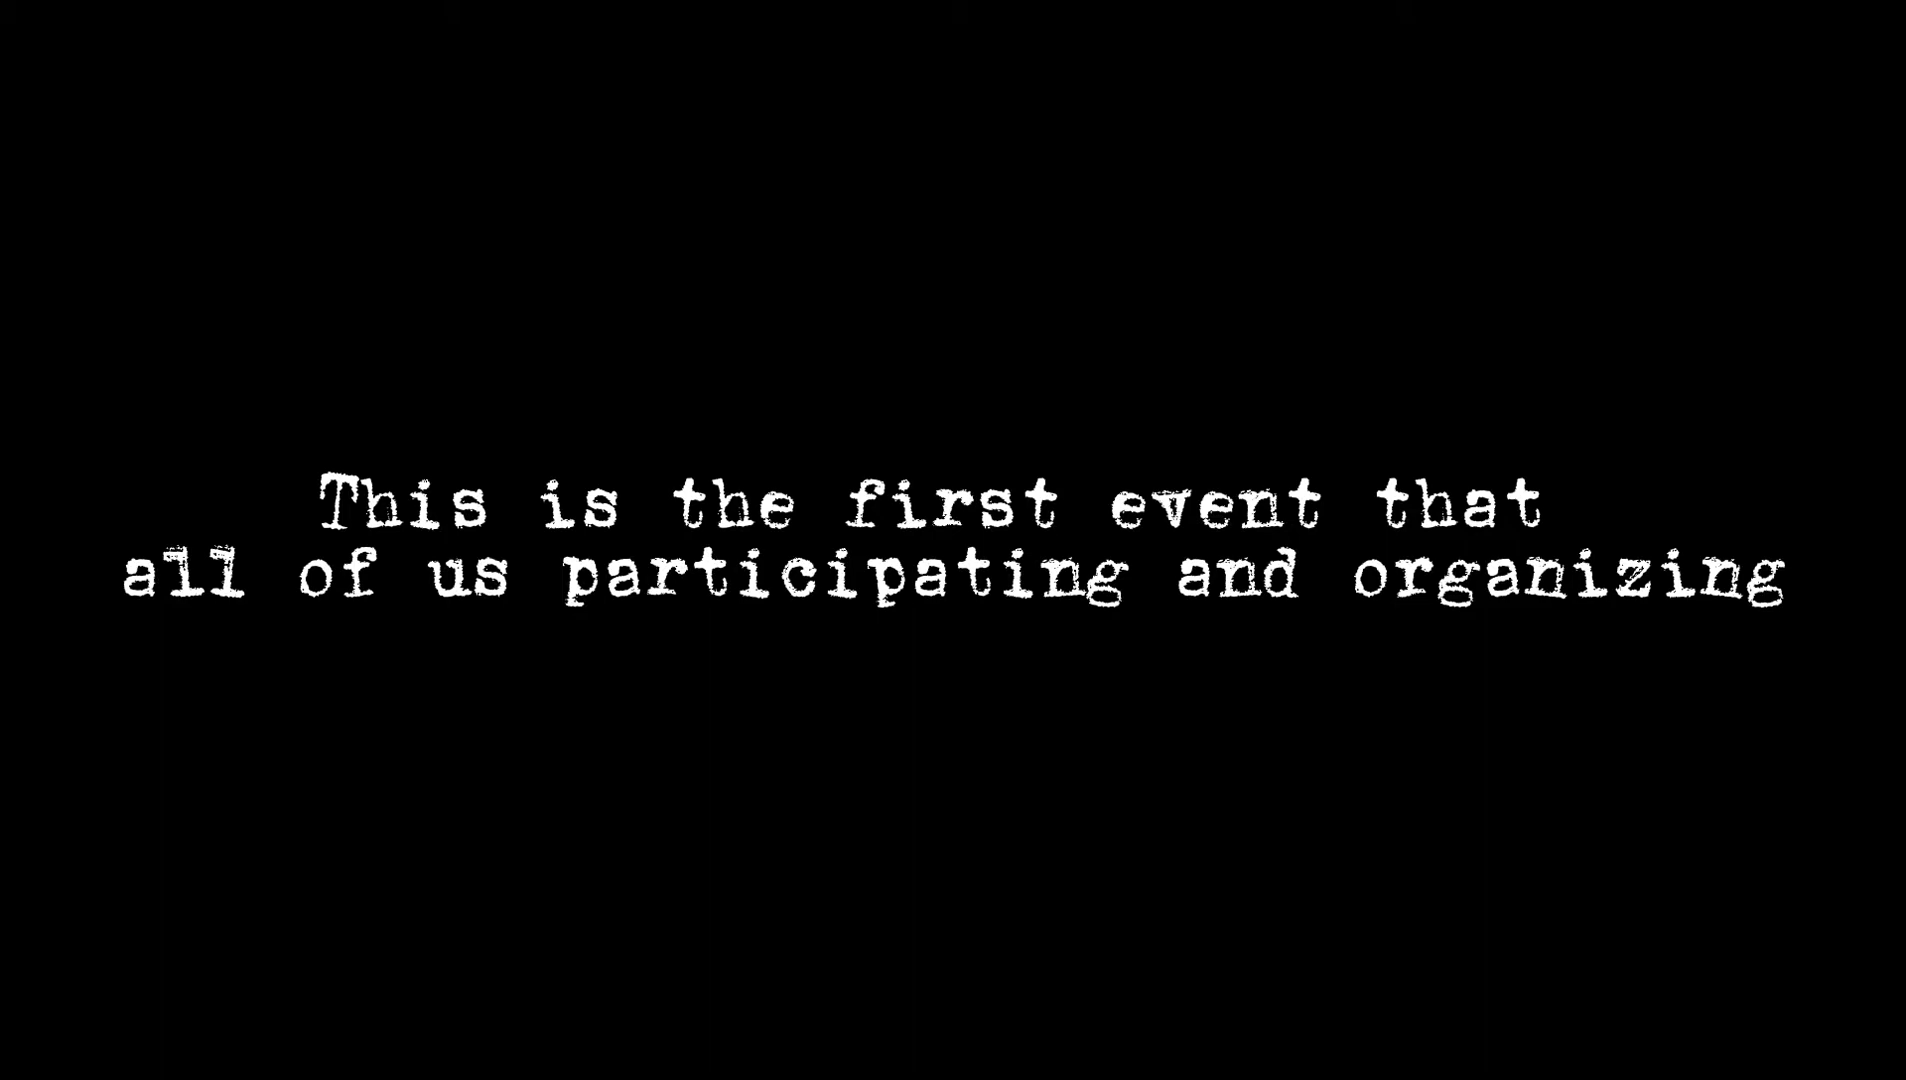 This is the first event that
all of us participating and organizing